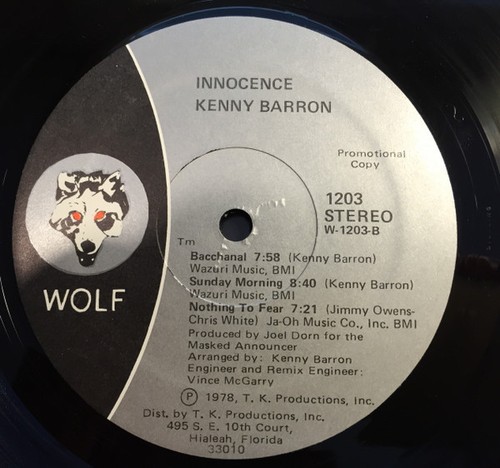 INNOCENCE
KENNY BARRON
Promotional
Copy
1203
STEREO
W-1203-B
Tm
WOLF
Bacchanal 7:58 (Kenny Barron)
Wazuri Music, BMI
Sunday Morning 8:40 (Kenny Barron)
Wazuri Music, BMI
Nothing To Fear 7:21 (Jimmy Owens-
Chris White) Ja-Oh Music Co., Inc. BMI
Produced by Joel Dorn for the
Masked Announcer
Arranged by: Kenny Barron
Engineer and Remix Engineer:
Vince McGarry
Ⓟ 1978, T. K. Productions, Inc.
Dist. by T. K. Productions, Inc.
495 S. E. 10th Court,
Hialeah, Florida
33010